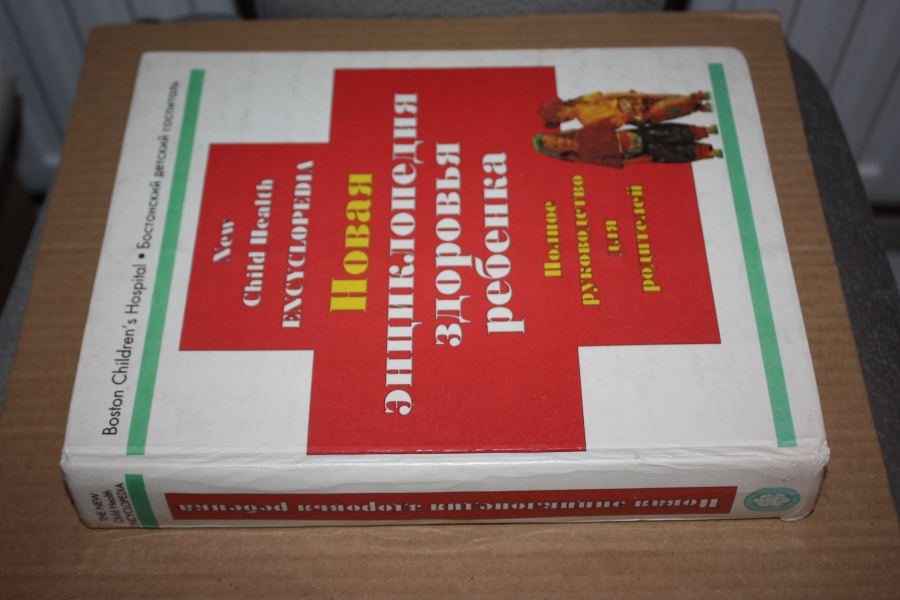 Boston Children's Hospital • Бостонский детский госпиталь
New
Child Health
ENCYCLOPEDIA
Новая
энциклопедия
здоровья
ребенка
Полное
руководство
для
родителей
THE NEW
Child Health
ENCYCLOPEDIA
Новая энциклопедия здоровья ребенка